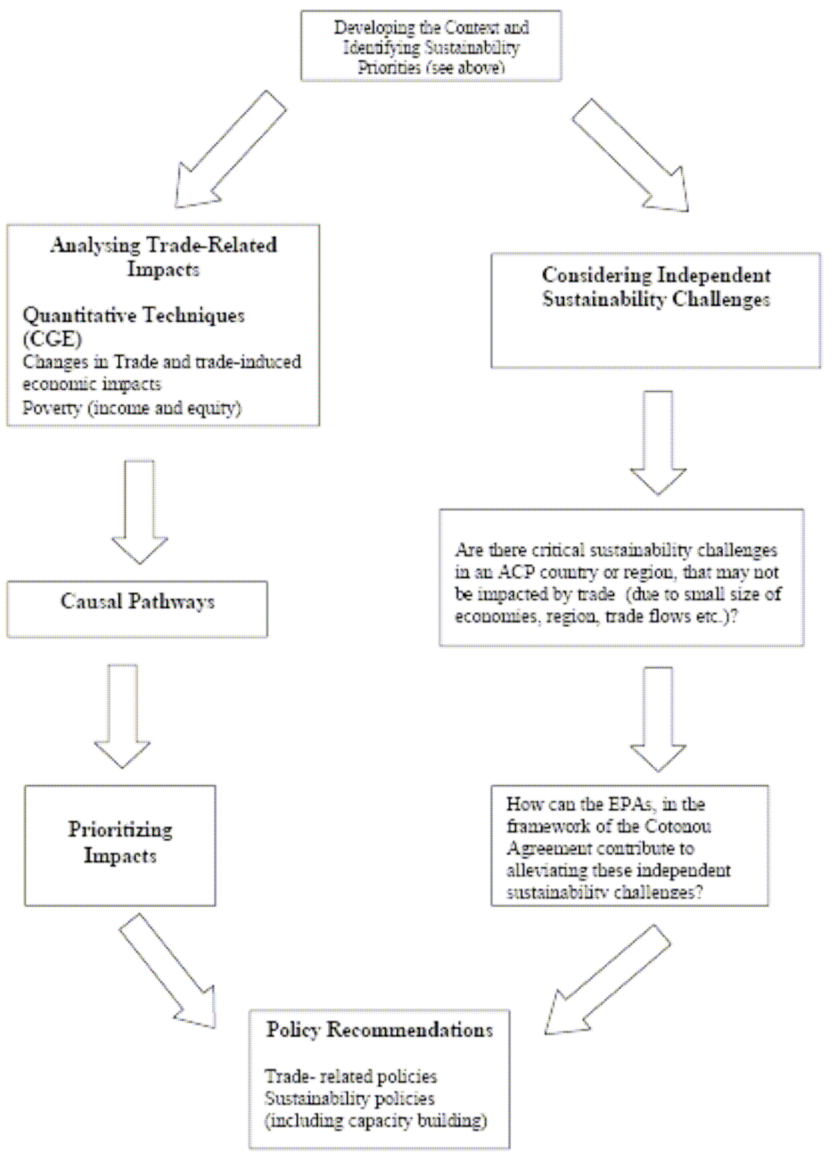 Developing the Context and
Identifying Sustainability
Priorities (see above)
Analysing Trade-Related
Impacts
Quantitative Techniques
(CGE)
Changes in Trade and trade-induced
economic impacts
Poverty (income and equity)
Causal Pathways
Prioritizing
Impacts
Considering Independent
Sustainability Challenges
Are there critical sustainability challenges
in an ACP country or region, that may not
be impacted by trade (due to small size of
economies, region, trade flows etc.)?
How can the EPAs, in the
framework of the Cotonou
Agreement contribute to
alleviating these independent
sustainability challenges?
Policy Recommendations
Trade- related policies
Sustainability policies
(including capacity building)